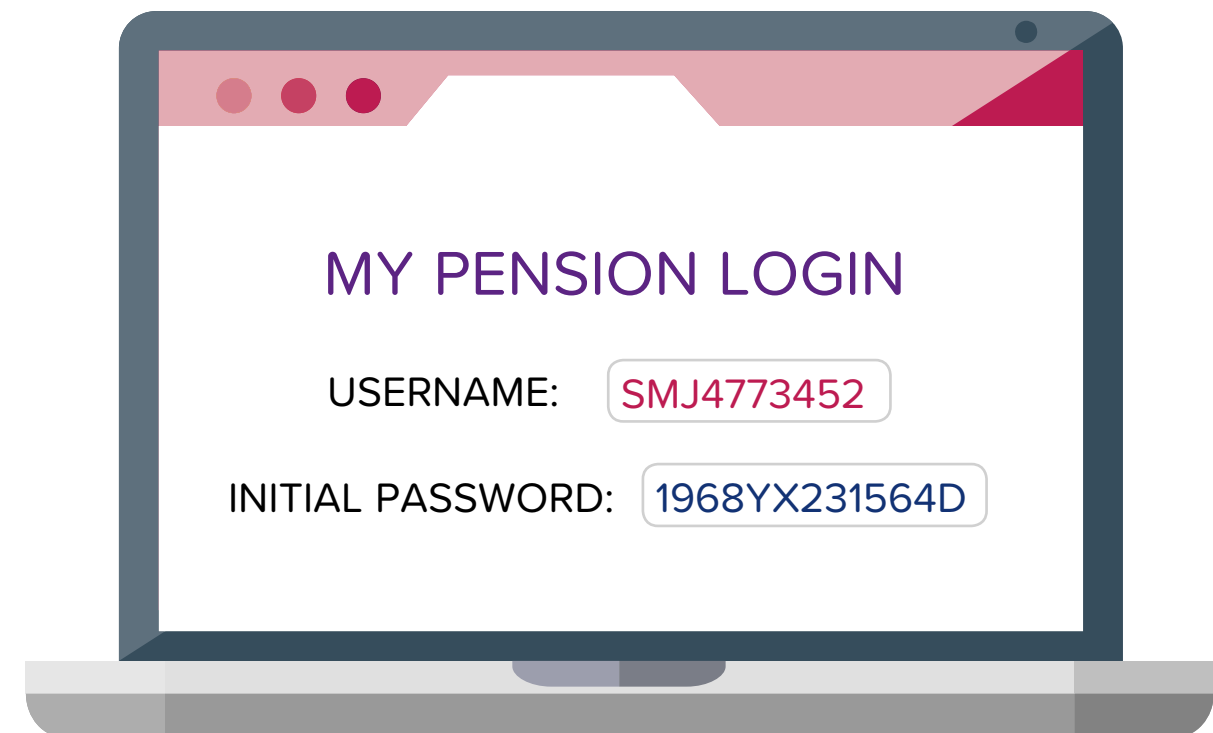 MY PENSION LOGIN
USERNAME: SMJ4773452
INITIAL PASSWORD: 1968YX231564D